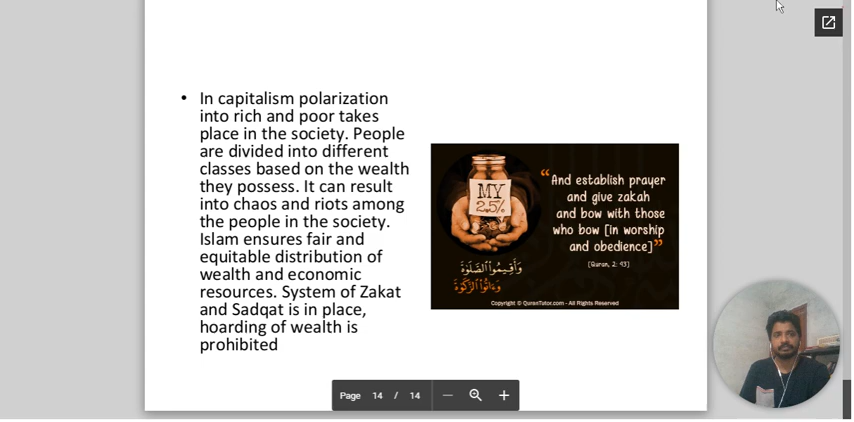 • In capitalism polarization
into rich and poor takes
place in the society. People
are divided into different
classes based on the wealth
they possess. It can result
into chaos and riots among
the people in the society.
Islam ensures fair and
equitable distribution of
wealth and economic
resources. System of Zakat
and Sadqat is in place,
hoarding of wealth is
prohibited
MY
2.5%
“And establish prayer
and give zakah
and bow with those
who bow [in worship
and obedience]”
[Quran, 2: 43]
وَأَقِيمُوا۟ ٱلصَّلَوٰةَ
وَءَاتُوا۟ ٱلزَّكَوٰةَ
Copyright © QuranTutor.com - All Rights Reserved
Page 14 / 14